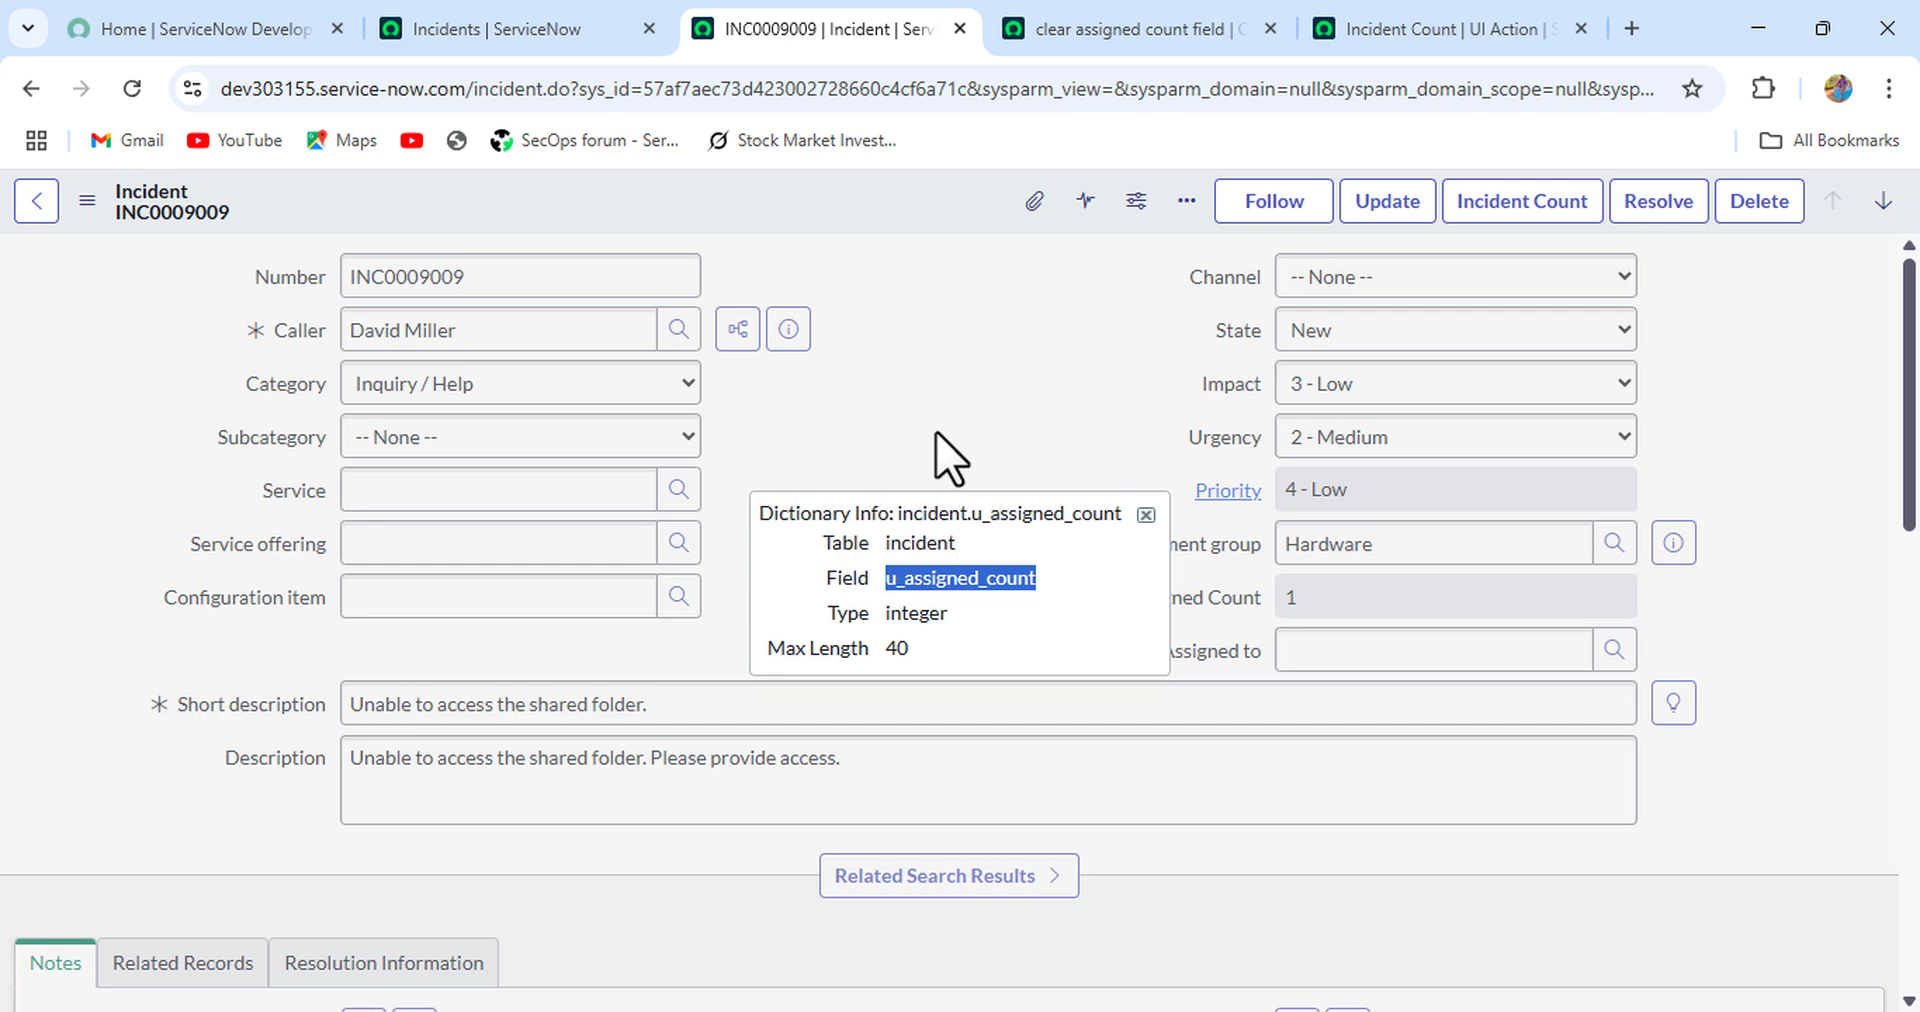 Home | ServiceNow Develop
Incidents | ServiceNow
INC0009009 | Incident | Serv
clear assigned count field | C
Incident Count | UI Action | S
dev303155.service-now.com/incident.do?sys_id=57af7aec73d423002728660c4cf6a71c&sysparm_view=&sysparm_domain=null&sysparm_domain_scope=null&sysp...
Gmail
YouTube
Maps
SecOps forum - Ser...
Stock Market Invest...
All Bookmarks
Incident
INC0009009
Follow
Update
Incident Count
Resolve
Delete
Number INC0009009
Channel -- None --
Caller David Miller
State New
Category Inquiry / Help
Impact 3 - Low
Subcategory -- None --
Urgency 2 - Medium
Service
Priority 4 - Low
Dictionary Info: incident.u_assigned_count
Table incident
Field u_assigned_count
Type integer
Max Length 40
Service offering
ment group Hardware
Configuration item
ned Count 1
Assigned to
Short description Unable to access the shared folder.
Description Unable to access the shared folder. Please provide access.
Related Search Results
Notes
Related Records
Resolution Information